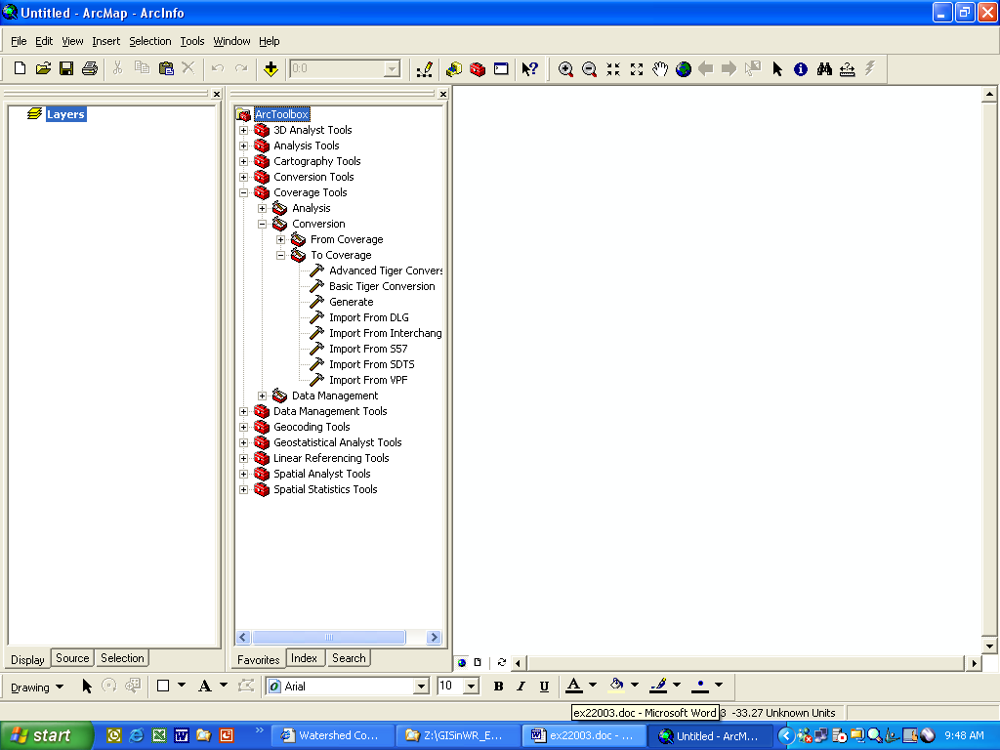 Untitled - ArcMap - ArcInfo
File Edit View Insert Selection Tools Window Help
0:0
Layers
ArcToolbox
3D Analyst Tools
Analysis Tools
Cartography Tools
Conversion Tools
Coverage Tools
Analysis
Conversion
From Coverage
To Coverage
Advanced Tiger Convers
Basic Tiger Conversion
Generate
Import From DLG
Import From Interchang
Import From S57
Import From SDTS
Import From VPF
Data Management
Data Management Tools
Geocoding Tools
Geostatistical Analyst Tools
Linear Referencing Tools
Spatial Analyst Tools
Spatial Statistics Tools
Display Source Selection
Favorites Index Search
Drawing A Arial 10 B I U A
ex22003.doc - Microsoft Word 3 -33.27 Unknown Units
start Watershed Co... Z:\GISinWR_E... ex22003.doc - ... Untitled - ArcM... 9:48 AM